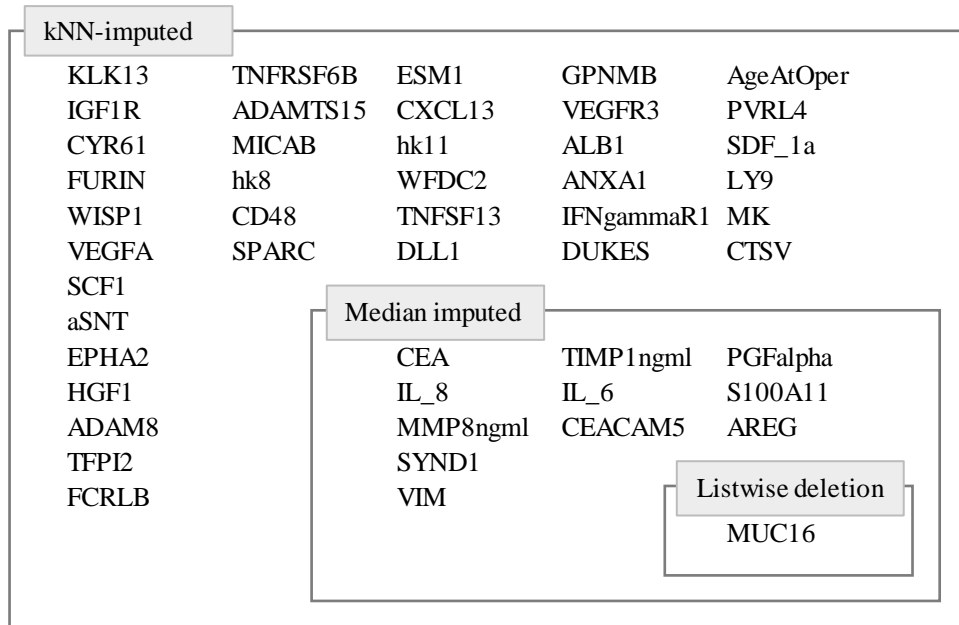 kNN-imputed
KLK13 TNFRSF6B ESM1 GPNMB AgeAtOper
IGF1R ADAMTS15 CXCL13 VEGFR3 PVRL4
CYR61 MICAB hk11 ALB1 SDF_1a
FURIN hk8 WFDC2 ANXA1 LY9
WISP1 CD48 TNFSF13 IFNgammaR1 MK
VEGFA SPARC DLL1 DUKES CTSV
SCF1
aSNT Median imputed
EPHA2 CEA TIMP1ngml PGFalpha
HGF1 IL_8 IL_6 S100A11
ADAM8 MMP8ngml CEACAM5 AREG
TFPI2 SYND1
FCRLB VIM Listwise deletion
MUC16